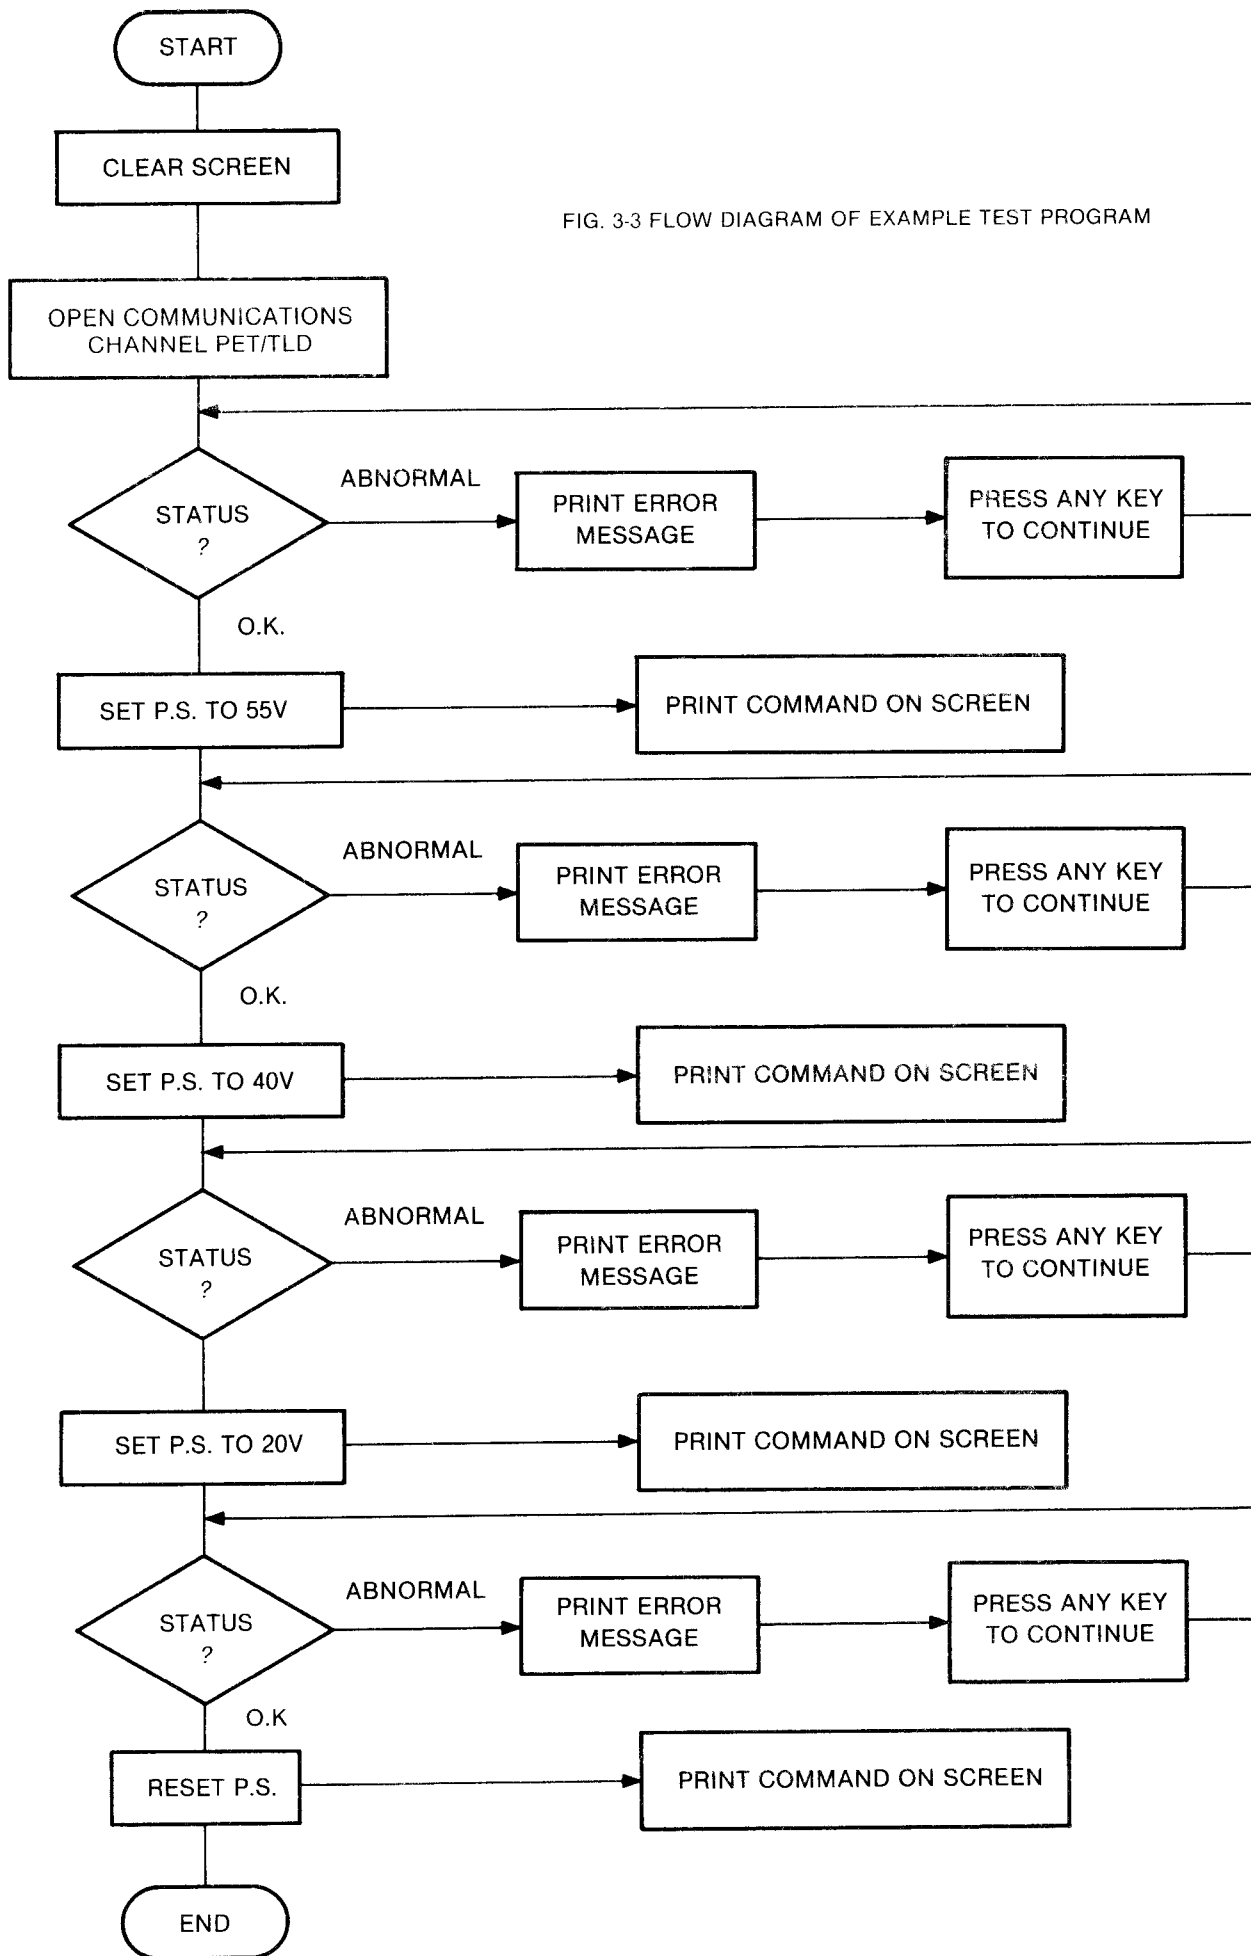 START
CLEAR SCREEN
FIG. 3-3 FLOW DIAGRAM OF EXAMPLE TEST PROGRAM
OPEN COMMUNICATIONS
CHANNEL PET/TLD
STATUS
?
ABNORMAL
PRINT ERROR
MESSAGE
PRESS ANY KEY
TO CONTINUE
O.K.
SET P.S. TO 55V
PRINT COMMAND ON SCREEN
STATUS
?
ABNORMAL
PRINT ERROR
MESSAGE
PRESS ANY KEY
TO CONTINUE
O.K.
SET P.S. TO 40V
PRINT COMMAND ON SCREEN
STATUS
?
ABNORMAL
PRINT ERROR
MESSAGE
PRESS ANY KEY
TO CONTINUE
SET P.S. TO 20V
PRINT COMMAND ON SCREEN
STATUS
?
ABNORMAL
PRINT ERROR
MESSAGE
PRESS ANY KEY
TO CONTINUE
O.K
RESET P.S.
PRINT COMMAND ON SCREEN
END